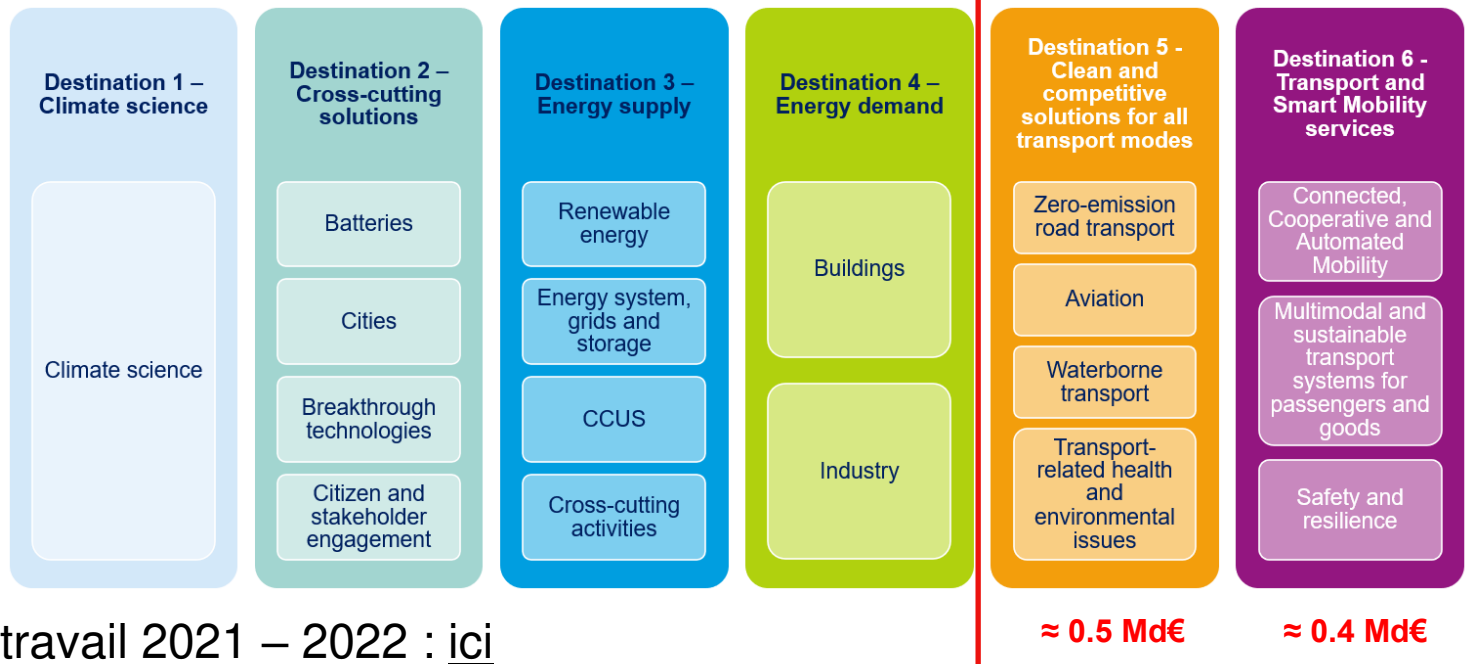 Destination 1 –
Climate science
Climate science
Destination 2 –
Cross-cutting
solutions
Batteries
Cities
Breakthrough
technologies
Citizen and
stakeholder
engagement
Destination 3 –
Energy supply
Renewable
energy
Energy system,
grids and
storage
CCUS
Cross-cutting
activities
Destination 4 –
Energy demand
Buildings
Industry
Destination 5 -
Clean and
competitive
solutions for all
transport modes
Zero-emission
road transport
Aviation
Waterborne
transport
Transport-
related health
and
environmental
issues
Destination 6 -
Transport and
Smart Mobility
services
Connected,
Cooperative and
Automated
Mobility
Multimodal and
sustainable
transport
systems for
passengers and
goods
Safety and
resilience
travail 2021 – 2022 : ici
≈ 0.5 Md€
≈ 0.4 Md€